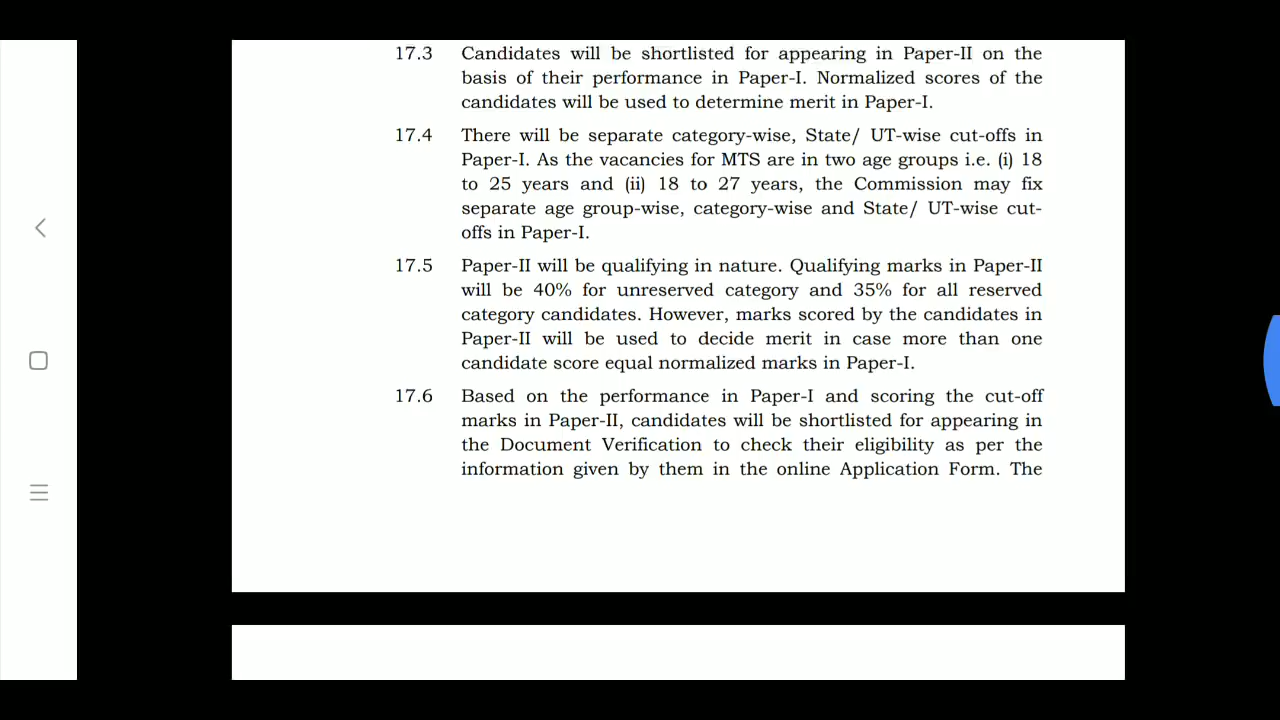 17.3 Candidates will be shortlisted for appearing in Paper-II on the
basis of their performance in Paper-I. Normalized scores of the
candidates will be used to determine merit in Paper-I.
17.4 There will be separate category-wise, State/ UT-wise cut-offs in
Paper-I. As the vacancies for MTS are in two age groups i.e. (i) 18
to 25 years and (ii) 18 to 27 years, the Commission may fix
separate age group-wise, category-wise and State/ UT-wise cut-
offs in Paper-I.
17.5 Paper-II will be qualifying in nature. Qualifying marks in Paper-II
will be 40% for unreserved category and 35% for all reserved
category candidates. However, marks scored by the candidates in
Paper-II will be used to decide merit in case more than one
candidate score equal normalized marks in Paper-I.
17.6 Based on the performance in Paper-I and scoring the cut-off
marks in Paper-II, candidates will be shortlisted for appearing in
the Document Verification to check their eligibility as per the
information given by them in the online Application Form. The